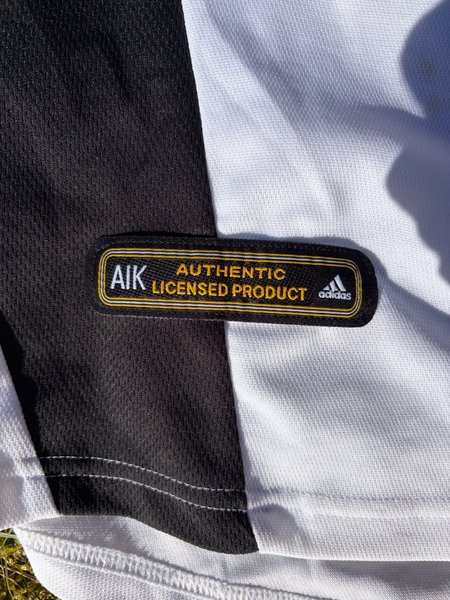 AIK
AUTHENTIC
LICENSED PRODUCT
adidas